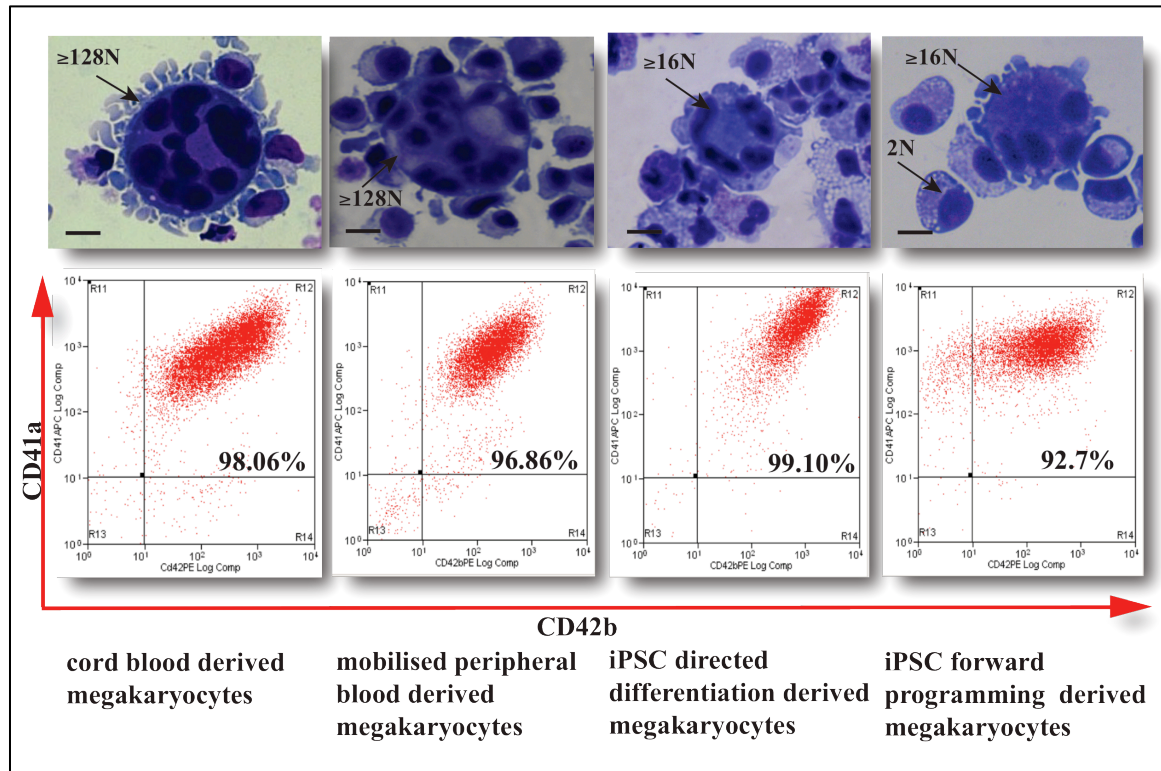 ≥128N
≥128N
≥16N
≥16N
2N
CD41a
10⁴
R11
R12
10³
10²
10¹
10⁰
R13
R14
CD41APC Log Comp
98.06%
10⁰ 10¹ 10² 10³ 10⁴
Cd42PE Log Comp
10⁴
R11
R12
10³
10²
10¹
10⁰
R13
R14
CD41APC Log Comp
96.86%
10⁰ 10¹ 10² 10³ 10⁴
CD42bPE Log Comp
10⁴
R11
R12
10³
10²
10¹
10⁰
R13
R14
CD41APC Log Comp
99.10%
10⁰ 10¹ 10² 10³ 10⁴
CD42bPE Log Comp
10⁴
R11
R12
10³
10²
10¹
10⁰
R13
R14
CD41APC Log Comp
92.7%
10⁰ 10¹ 10² 10³ 10⁴
CD42PE Log Comp
CD42b
cord blood derived
megakaryocytes
mobilised peripheral
blood derived
megakaryocytes
iPSC directed
differentiation derived
megakaryocytes
iPSC forward
programming derived
megakaryocytes